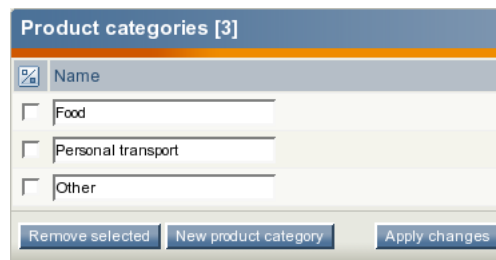 Product categories [3]
Name
Food
Personal transport
Other
Remove selected New product category Apply changes